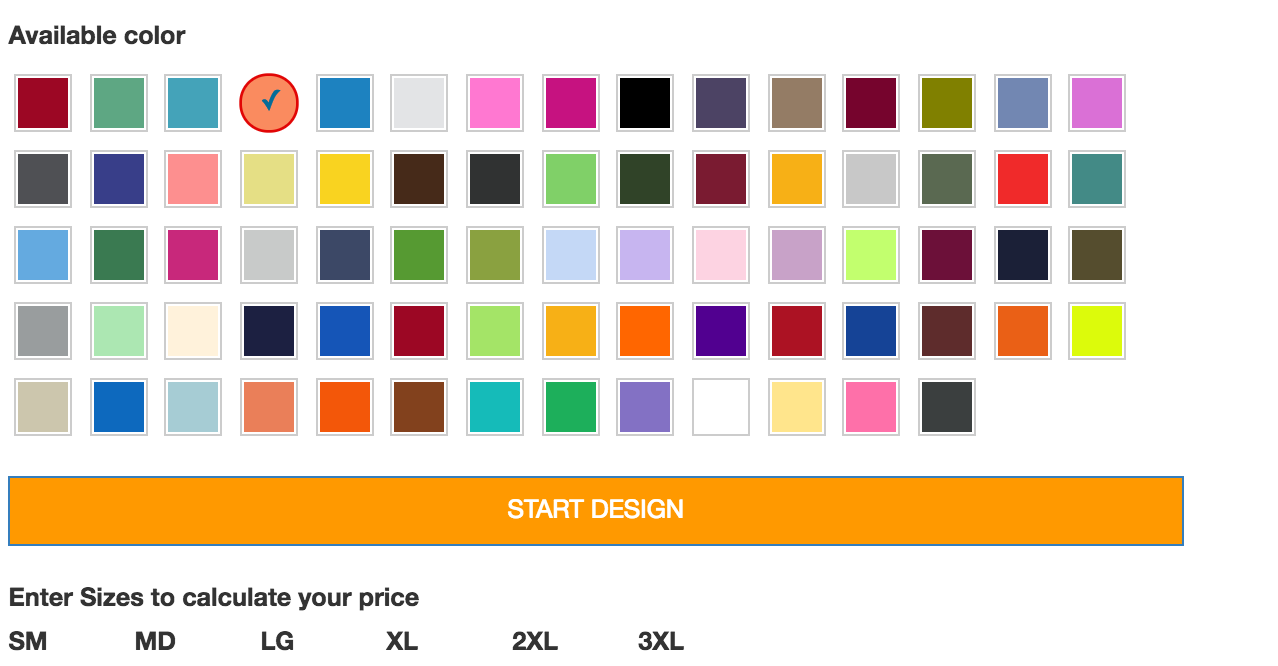 Available color
START DESIGN
Enter Sizes to calculate your price
SM MD LG XL 2XL 3XL